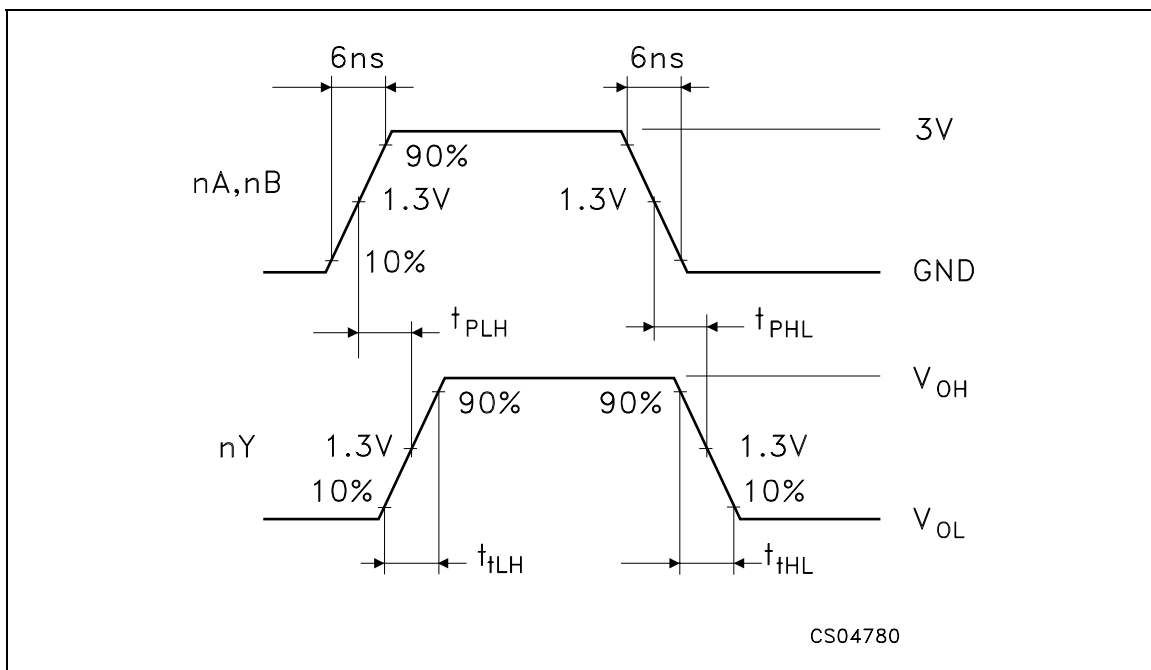 6ns 6ns
3V
90%
nA,nB 1.3V 1.3V
10%
GND
tPLH tPHL
VOH
90% 90%
nY 1.3V 1.3V
10% 10%
VOL
ttLH ttHL
CS04780